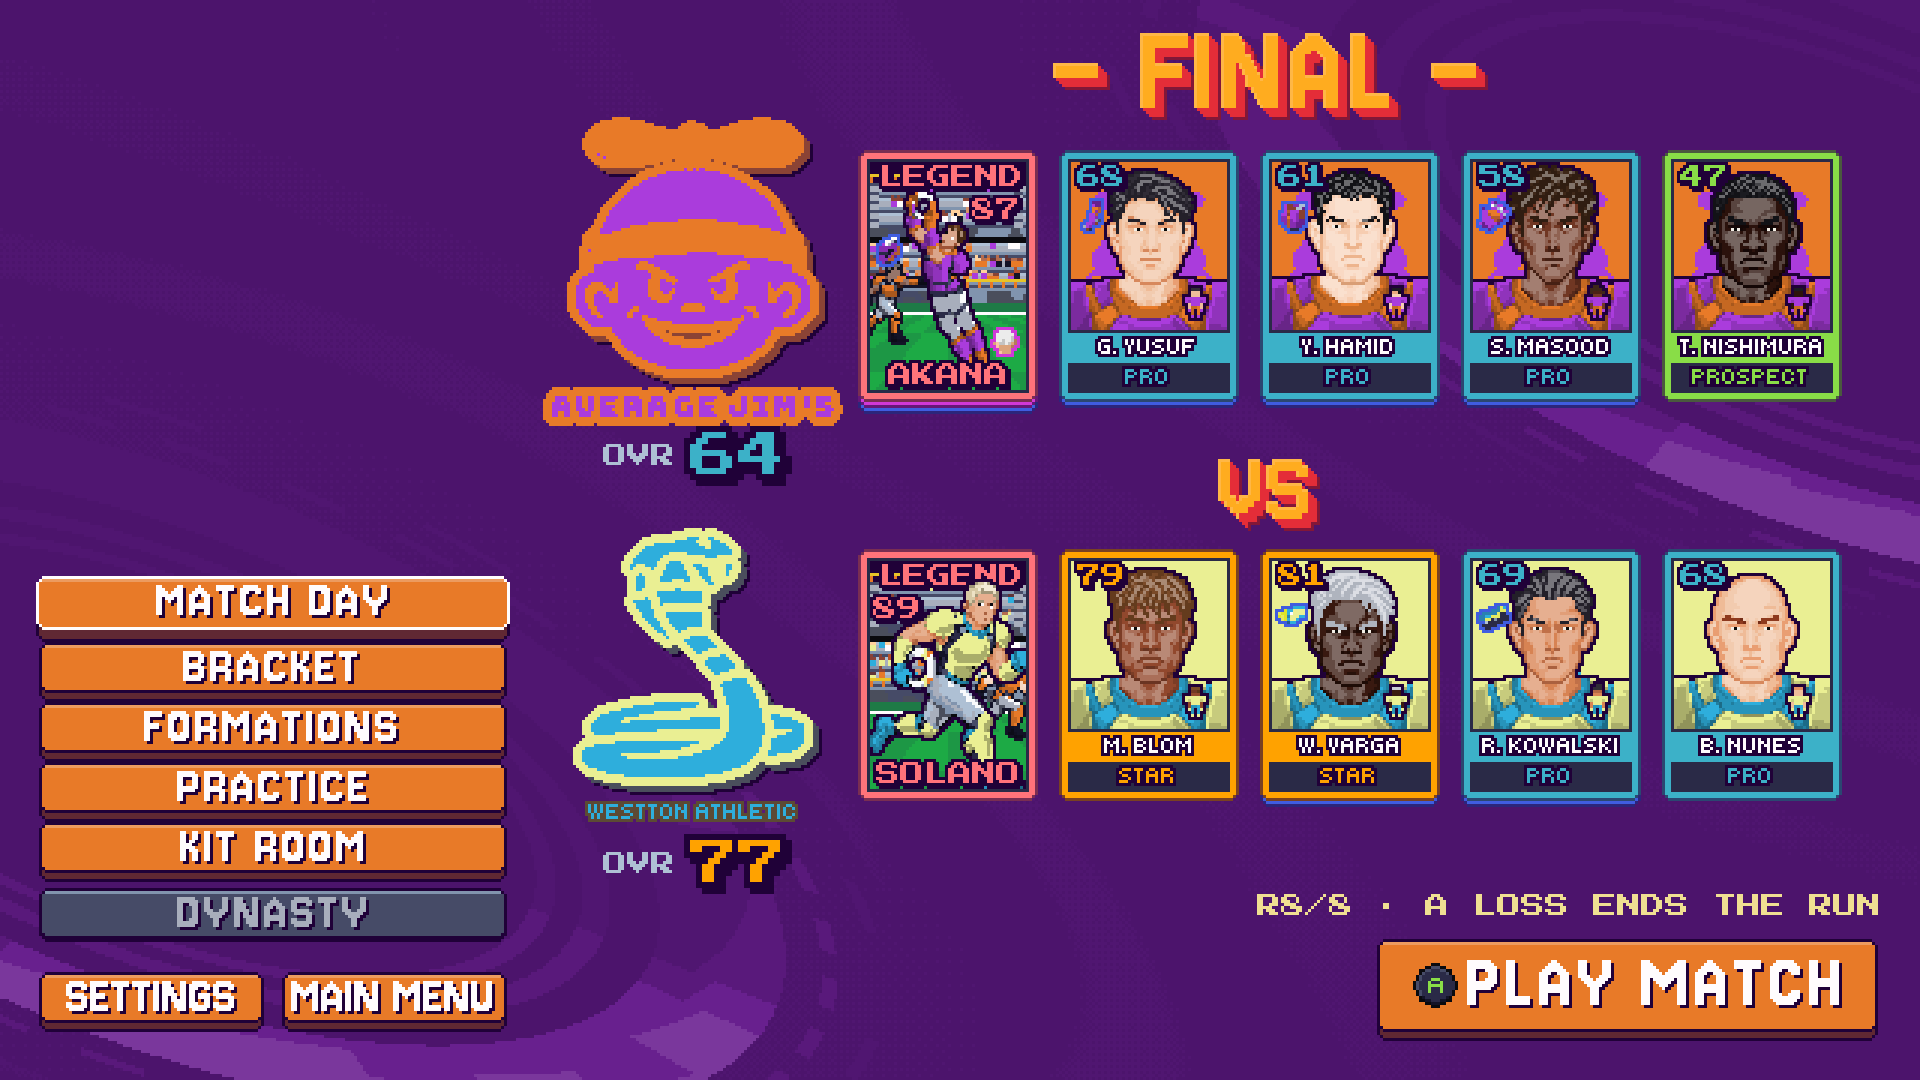 - FINAL -
LEGEND
87
AKANA
68
G. YUSUF
PRO
61
Y. HAMID
PRO
58
S. MASOOD
PRO
47
T. NISHIMURA
PROSPECT
AVERAGE JIM'S
OVR 64
VS
LEGEND
89
SOLANO
79
M. BLOM
STAR
81
W. VARGA
STAR
69
R. KOWALSKI
PRO
68
B. NUNES
PRO
WESTTON ATHLETIC
OVR 77
MATCH DAY
BRACKET
FORMATIONS
PRACTICE
KIT ROOM
DYNASTY
SETTINGS
MAIN MENU
R8/8 · A LOSS ENDS THE RUN
A PLAY MATCH